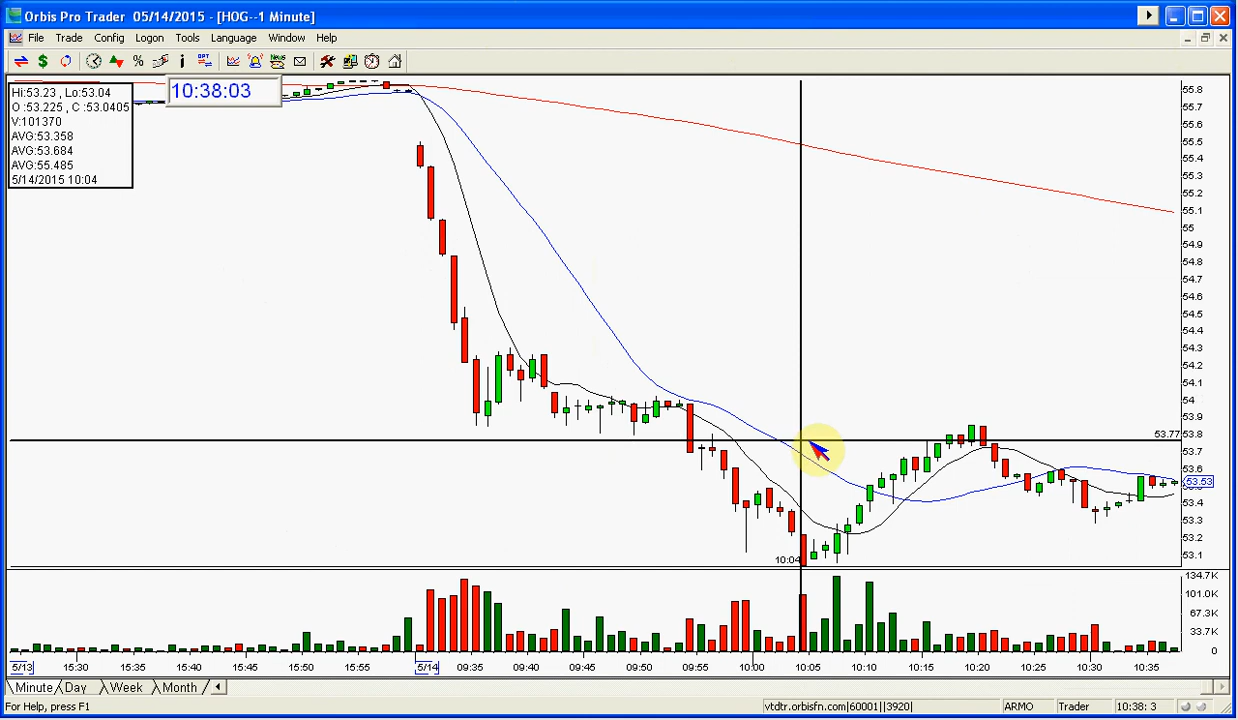 Orbis Pro Trader 05/14/2015 - [HOG--1 Minute]
File Trade Config Logon Tools Language Window Help
$ % i OPT News
10:38:03
Hi:53.23 , Lo:53.04
O :53.225 , C :53.0405
V:101370
AVG:53.358
AVG:53.684
AVG:55.485
5/14/2015 10:04
55.8
55.7
55.6
55.5
55.4
55.3
55.2
55.1
55
54.9
54.8
54.7
54.6
54.5
54.4
54.3
54.2
54.1
54
53.9
53.77 53.8
53.7
53.6
53.53
53.4
53.3
53.2
10:04 53.1
134.7K
101.0K
67.3K
33.7K
0
5/13 15:30 15:35 15:40 15:45 15:50 15:55 5/14 09:35 09:40 09:45 09:50 09:55 10:00 10:05 10:10 10:15 10:20 10:25 10:30 10:35
Minute Day Week Month
For Help, press F1 vtdtr.orbisfn.com|60001||3920| ARMO Trader 10:38: 3